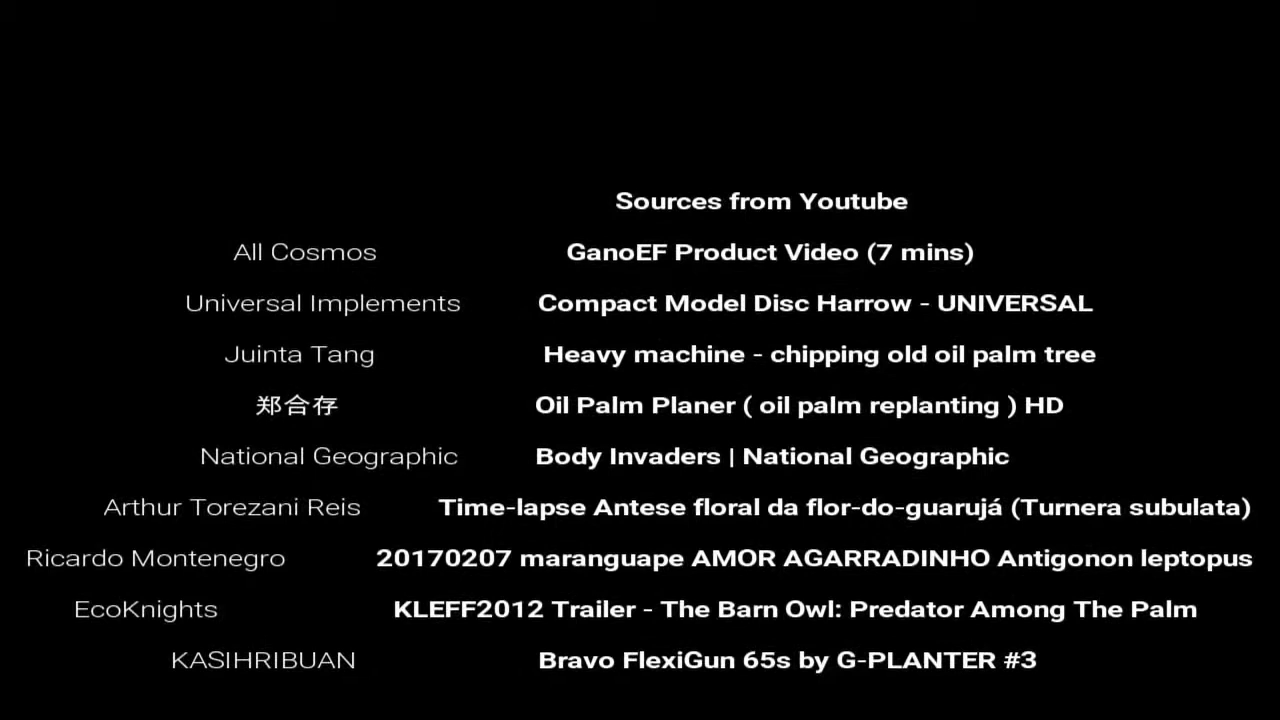 Sources from Youtube
All Cosmos GanoEF Product Video (7 mins)
Universal Implements Compact Model Disc Harrow - UNIVERSAL
Juinta Tang Heavy machine - chipping old oil palm tree
郑合存 Oil Palm Planer ( oil palm replanting ) HD
National Geographic Body Invaders | National Geographic
Arthur Torezani Reis Time-lapse Antese floral da flor-do-guarujá (Turnera subulata)
Ricardo Montenegro 20170207 maranguape AMOR AGARRADINHO Antigonon leptopus
EcoKnights KLEFF2012 Trailer - The Barn Owl: Predator Among The Palm
KASIHRIBUAN Bravo FlexiGun 65s by G-PLANTER #3